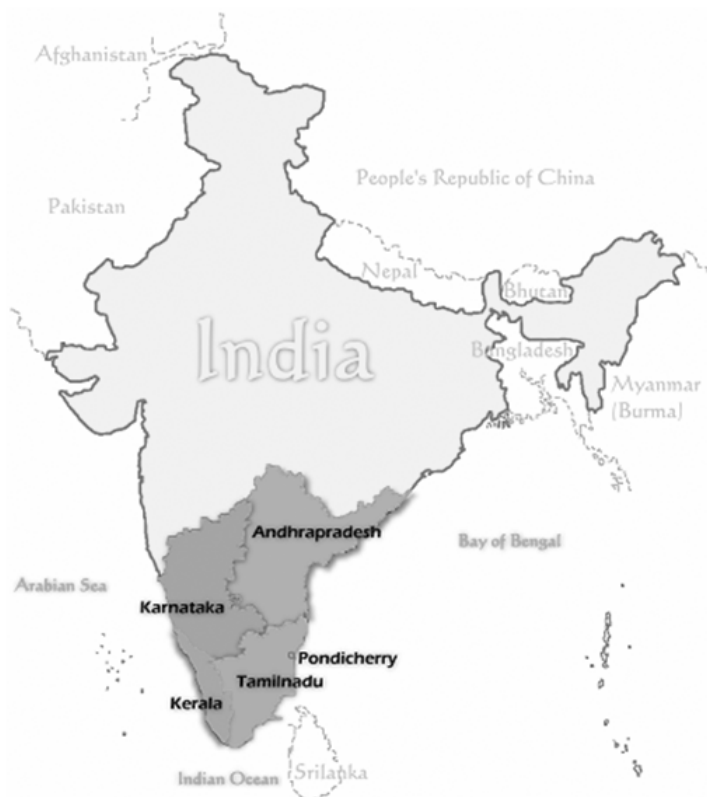 Afghanistan
People's Republic of China
Pakistan
Nepal
Bhutan
India
Bangladesh
Myanmar
(Burma)
Andhrapradesh
Bay of Bengal
Arabian Sea
Karnataka
Pondicherry
Tamilnadu
Kerala
Indian Ocean
Srilanka